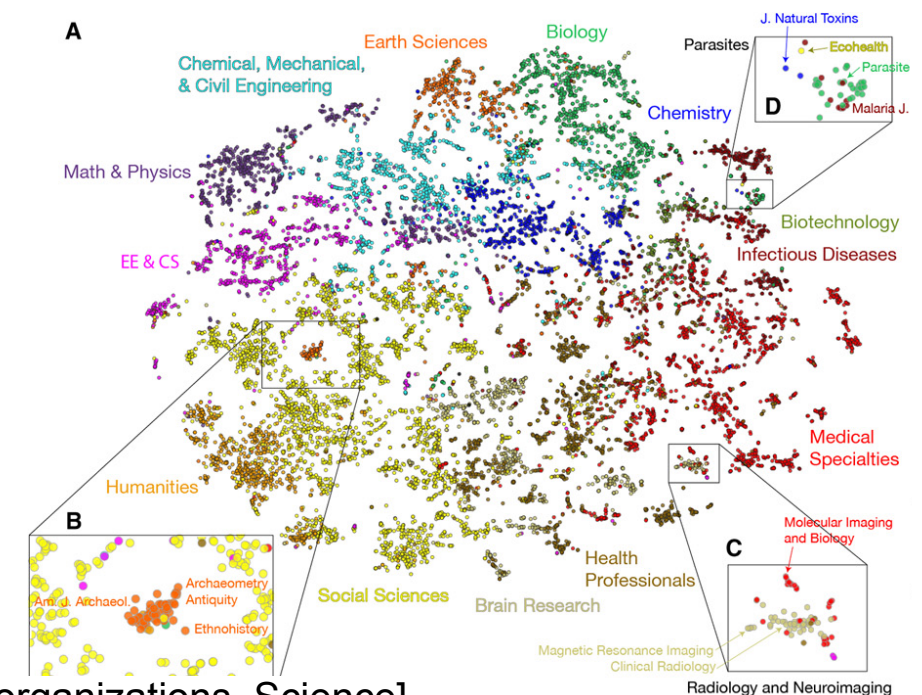 A
Earth Sciences
Biology
Chemical, Mechanical,
& Civil Engineering
Math & Physics
EE & CS
Chemistry
J. Natural Toxins
Parasites
Ecohealth
Parasite
D
Malaria J.
Biotechnology
Infectious Diseases
Medical
Specialties
Humanities
B
Archaeometry
Antiquity
Am. J. Archaeol.
Ethnohistory
Social Sciences
Brain Research
Health
Professionals
C
Molecular Imaging
and Biology
Magnetic Resonance Imaging
Clinical Radiology
Radiology and Neuroimaging
organizations, Science]